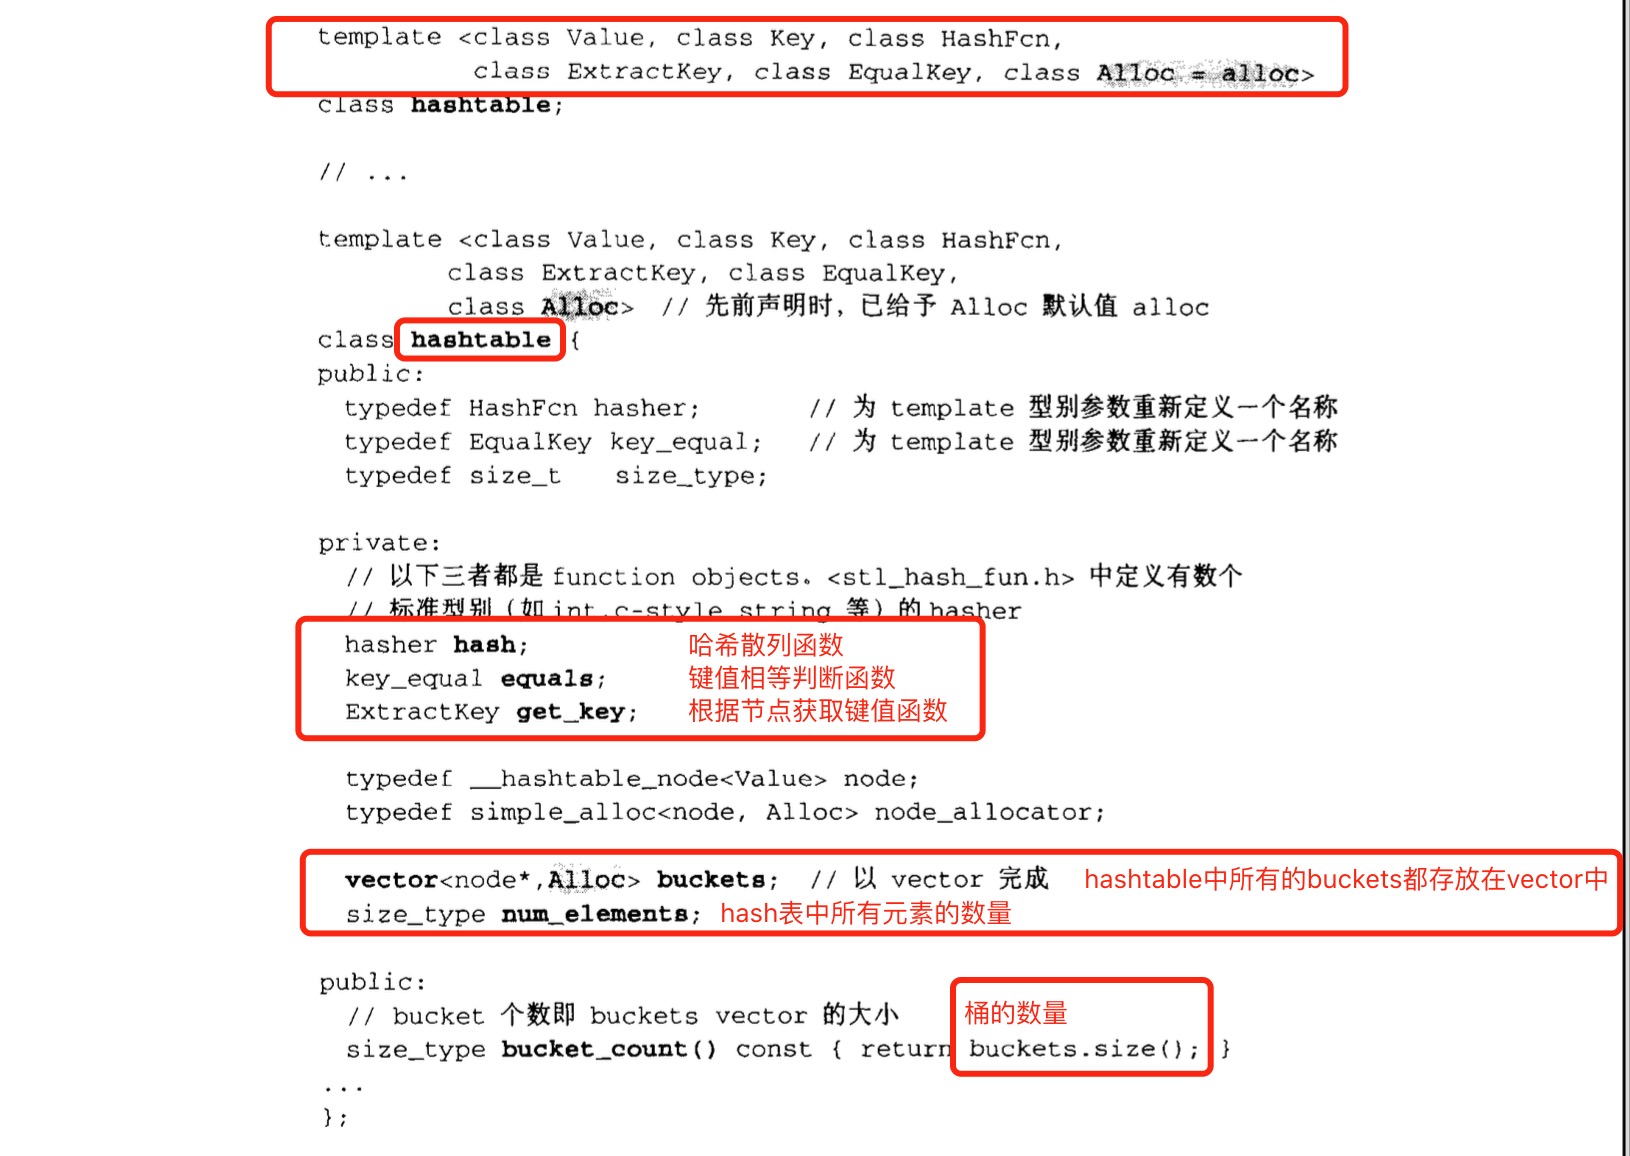 template <class Value, class Key, class HashFcn,
class ExtractKey, class EqualKey, class Alloc = alloc>
class hashtable;
// ...
template <class Value, class Key, class HashFcn,
class ExtractKey, class EqualKey,
class Alloc> // 先前声明时，已给予 Alloc 默认值 alloc
class hashtable {
public:
typedef HashFcn hasher; // 为 template 型别参数重新定义一个名称
typedef EqualKey key_equal; // 为 template 型别参数重新定义一个名称
typedef size_t size_type;
private:
// 以下三者都是 function objects。<stl_hash_fun.h> 中定义有数个
// 标准型别（如 int,c-style string 等）的 hasher
hasher hash; 哈希散列函数
key_equal equals; 键值相等判断函数
ExtractKey get_key; 根据节点获取键值函数
typedef __hashtable_node<Value> node;
typedef simple_alloc<node, Alloc> node_allocator;
vector<node*,Alloc> buckets; // 以 vector 完成 hashtable中所有的buckets都存放在vector中
size_type num_elements; hash表中所有元素的数量
public:
// bucket 个数即 buckets vector 的大小 桶的数量
size_type bucket_count() const { return buckets.size(); }
...
};